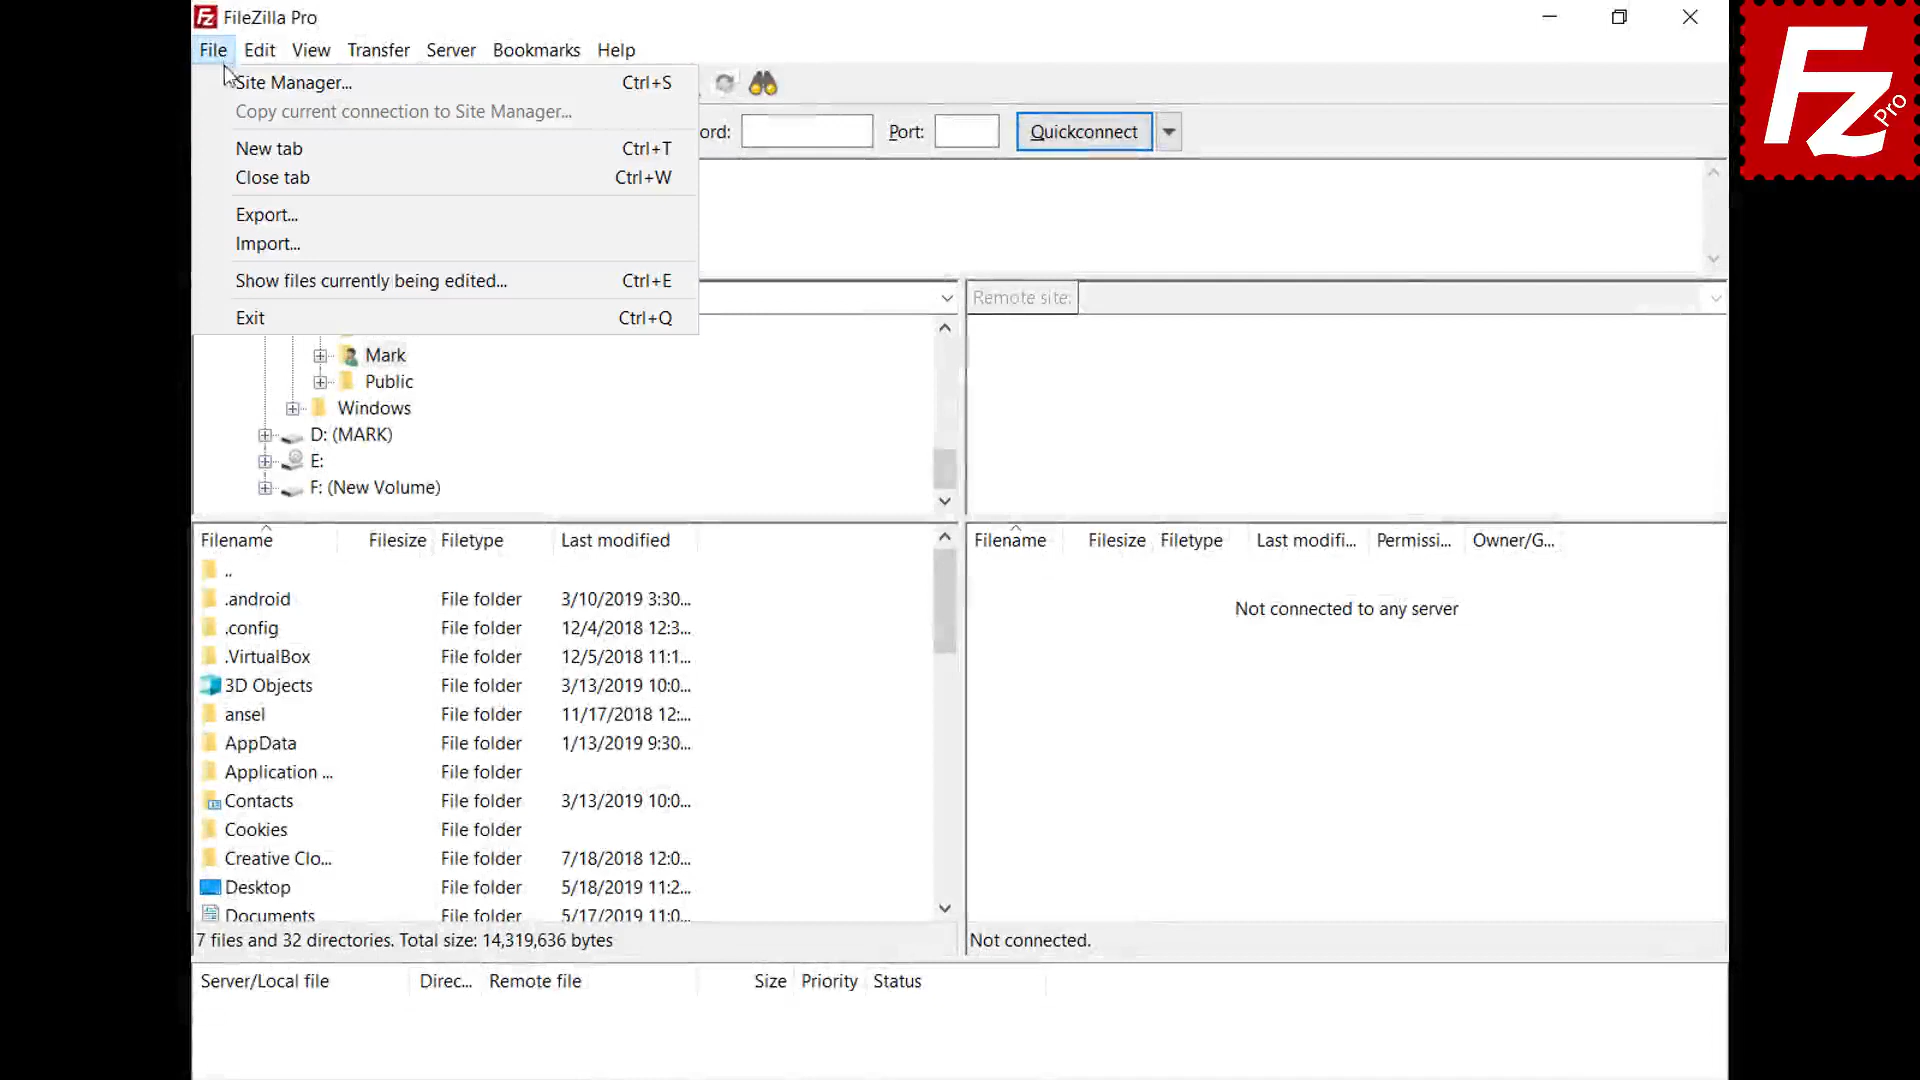 FileZilla Pro
File Edit View Transfer Server Bookmarks Help
Site Manager... Ctrl+S
Copy current connection to Site Manager...
New tab Ctrl+T
Close tab Ctrl+W
Export...
Import...
Show files currently being edited... Ctrl+E
Exit Ctrl+Q
ord: Port: Quickconnect
Remote site:
Mark
Public
Windows
D: (MARK)
E:
F: (New Volume)
Filename Filesize Filetype Last modified
..
.android File folder 3/10/2019 3:30...
.config File folder 12/4/2018 12:3...
.VirtualBox File folder 12/5/2018 11:1...
3D Objects File folder 3/13/2019 10:0...
ansel File folder 11/17/2018 12:...
AppData File folder 1/13/2019 9:30...
Application ... File folder
Contacts File folder 3/13/2019 10:0...
Cookies File folder
Creative Clo... File folder 7/18/2018 12:0...
Desktop File folder 5/18/2019 11:2...
Documents File folder 5/17/2019 11:0...
7 files and 32 directories. Total size: 14,319,636 bytes
Filename Filesize Filetype Last modifi... Permissi... Owner/G...
Not connected to any server
Not connected.
Server/Local file Direc... Remote file Size Priority Status
Fz Pro